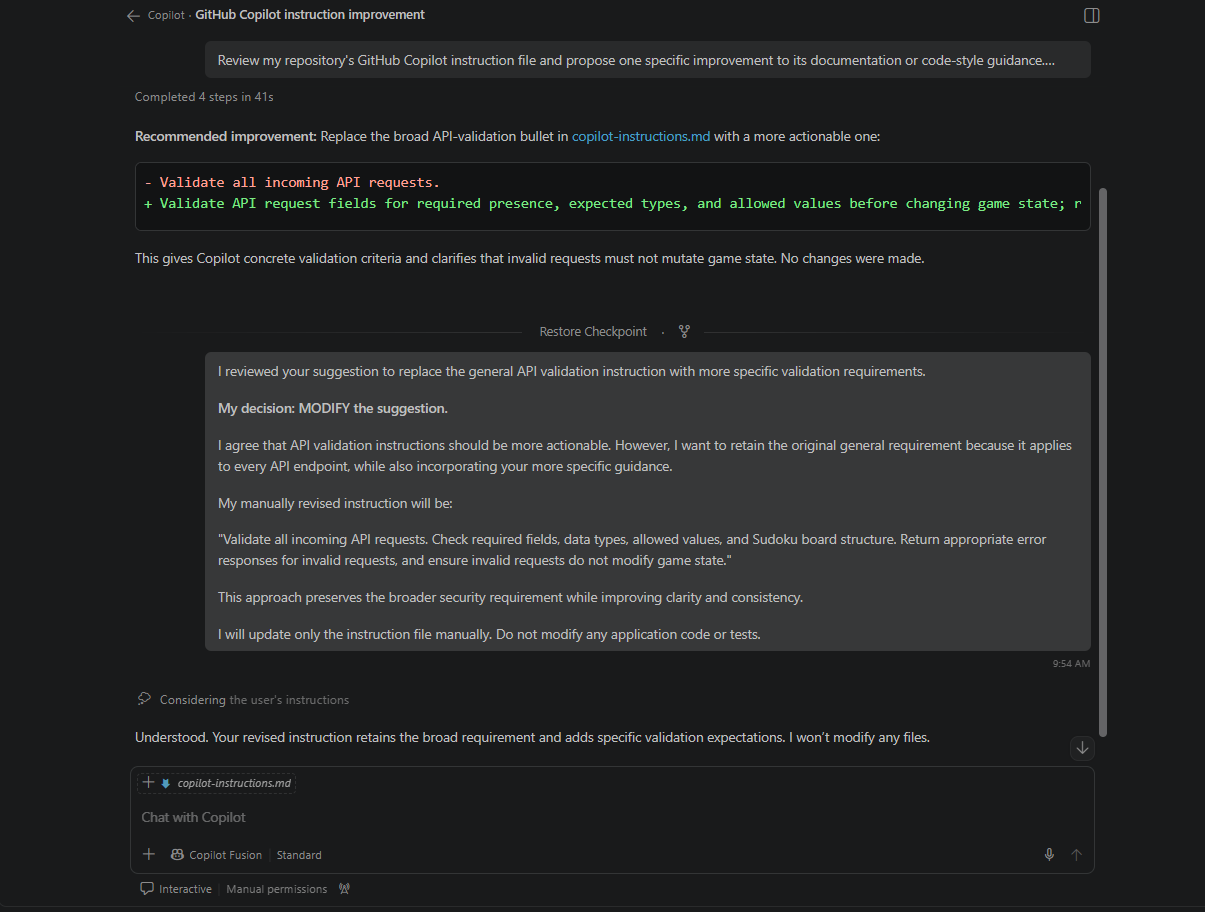 Copilot · GitHub Copilot instruction improvement
Review my repository's GitHub Copilot instruction file and propose one specific improvement to its documentation or code-style guidance....
Completed 4 steps in 41s
Recommended improvement: Replace the broad API-validation bullet in copilot-instructions.md with a more actionable one:
- Validate all incoming API requests.
+ Validate API request fields for required presence, expected types, and allowed values before changing game state; r
This gives Copilot concrete validation criteria and clarifies that invalid requests must not mutate game state. No changes were made.
Restore Checkpoint ·
I reviewed your suggestion to replace the general API validation instruction with more specific validation requirements.
My decision: MODIFY the suggestion.
I agree that API validation instructions should be more actionable. However, I want to retain the original general requirement because it applies
to every API endpoint, while also incorporating your more specific guidance.
My manually revised instruction will be:
"Validate all incoming API requests. Check required fields, data types, allowed values, and Sudoku board structure. Return appropriate error
responses for invalid requests, and ensure invalid requests do not modify game state."
This approach preserves the broader security requirement while improving clarity and consistency.
I will update only the instruction file manually. Do not modify any application code or tests.
9:54 AM
Considering the user's instructions
Understood. Your revised instruction retains the broad requirement and adds specific validation expectations. I won't modify any files.
copilot-instructions.md
Chat with Copilot
Copilot Fusion Standard
Interactive Manual permissions